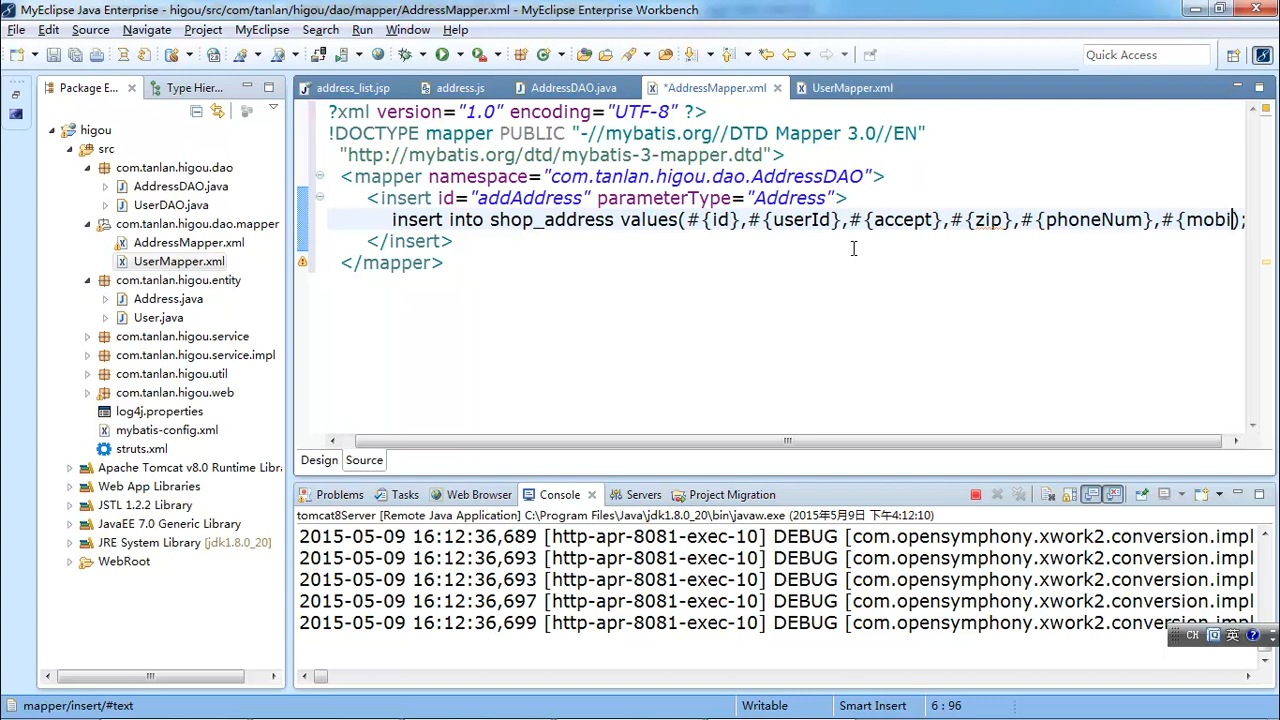 MyEclipse Java Enterprise - higou/src/com/tanlan/higou/dao/mapper/AddressMapper.xml - MyEclipse Enterprise Workbench
File Edit Source Navigate MyEclipse Search Run Window Help
Quick Access
Package E... Type Hier...
address_list.jsp address.js AddressDAO.java *AddressMapper.xml UserMapper.xml
higou
src
com.tanlan.higou.dao
AddressDAO.java
UserDAO.java
com.tanlan.higou.dao.mapper
AddressMapper.xml
UserMapper.xml
com.tanlan.higou.entity
Address.java
User.java
com.tanlan.higou.service
com.tanlan.higou.service.impl
com.tanlan.higou.util
com.tanlan.higou.web
log4j.properties
mybatis-config.xml
struts.xml
Apache Tomcat v8.0 Runtime Libra
Web App Libraries
JSTL 1.2.2 Library
JavaEE 7.0 Generic Library
JRE System Library [jdk1.8.0_20]
WebRoot
?xml version="1.0" encoding="UTF-8" ?>
!DOCTYPE mapper PUBLIC "-//mybatis.org//DTD Mapper 3.0//EN"
"http://mybatis.org/dtd/mybatis-3-mapper.dtd">
<mapper namespace="com.tanlan.higou.dao.AddressDAO">
<insert id="addAddress" parameterType="Address">
insert into shop_address values(#{id},#{userId},#{accept},#{zip},#{phoneNum},#{mobi);
</insert>
</mapper>
Design Source
Problems Tasks Web Browser Console Servers Project Migration
tomcat8Server [Remote Java Application] C:\Program Files\Java\jdk1.8.0_20\bin\javaw.exe (2015年5月9日 下午4:12:10)
2015-05-09 16:12:36,689 [http-apr-8081-exec-10] DEBUG [com.opensymphony.xwork2.conversion.impl
2015-05-09 16:12:36,693 [http-apr-8081-exec-10] DEBUG [com.opensymphony.xwork2.conversion.impl
2015-05-09 16:12:36,693 [http-apr-8081-exec-10] DEBUG [com.opensymphony.xwork2.conversion.impl
2015-05-09 16:12:36,697 [http-apr-8081-exec-10] DEBUG [com.opensymphony.xwork2.conversion.impl
2015-05-09 16:12:36,699 [http-apr-8081-exec-10] DEBUG [com.opensymphony.xwork2.conversion.impl
CH 英
mapper/insert/#text Writable Smart Insert 6 : 96